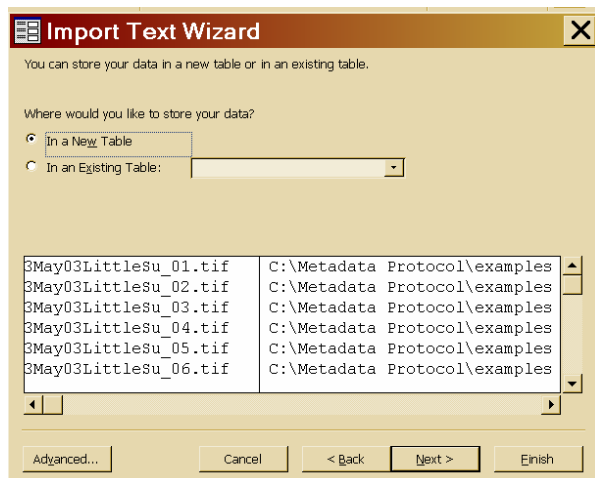 Import Text Wizard
You can store your data in a new table or in an existing table.
Where would you like to store your data?
In a New Table
In an Existing Table:
3May03LittleSu_01.tif C:\Metadata Protocol\examples
3May03LittleSu_02.tif C:\Metadata Protocol\examples
3May03LittleSu_03.tif C:\Metadata Protocol\examples
3May03LittleSu_04.tif C:\Metadata Protocol\examples
3May03LittleSu_05.tif C:\Metadata Protocol\examples
3May03LittleSu_06.tif C:\Metadata Protocol\examples
Advanced... Cancel < Back Next > Finish